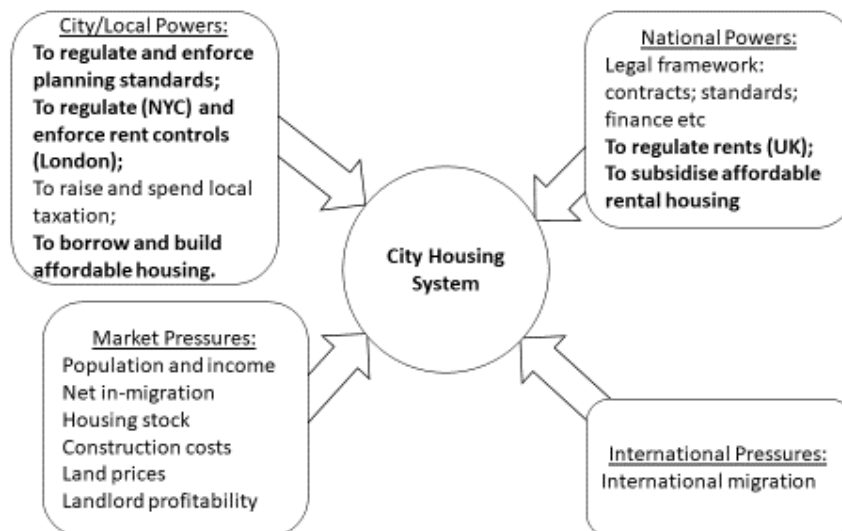 City/Local Powers:
To regulate and enforce
planning standards;
To regulate (NYC) and
enforce rent controls
(London);
To raise and spend local
taxation;
To borrow and build
affordable housing.
National Powers:
Legal framework:
contracts; standards;
finance etc
To regulate rents (UK);
To subsidise affordable
rental housing
City Housing
System
Market Pressures:
Population and income
Net in-migration
Housing stock
Construction costs
Land prices
Landlord profitability
International Pressures:
International migration